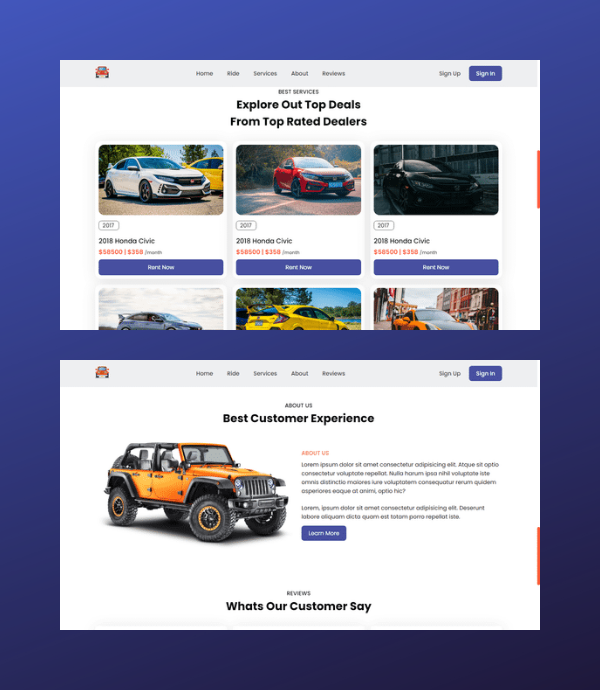 Home Ride Services About Reviews Sign Up Sign In
BEST SERVICES
Explore Out Top Deals
From Top Rated Dealers
2017 2017 2017
2018 Honda Civic 2018 Honda Civic 2018 Honda Civic
$58500 | $358 /month $58500 | $358 /month $58500 | $358 /month
Rent Now Rent Now Rent Now
Home Ride Services About Reviews Sign Up Sign In
ABOUT US
Best Customer Experience
ABOUT US
Lorem ipsum dolor sit amet consectetur adipisicing elit. Atque sit optio
consectetur voluptate repellat. Nulla harum ipsa nihil voluptate iste
omnis distinctio maiores iure voluptatem consequatur rerum quidem
asperiores eaque at animi, optio hic?
Lorem, ipsum dolor sit amet consectetur adipisicing elit. Deserunt
labore aliquam dicta quam est totam porro repellat iste.
Learn More
REVIEWS
Whats Our Customer Say